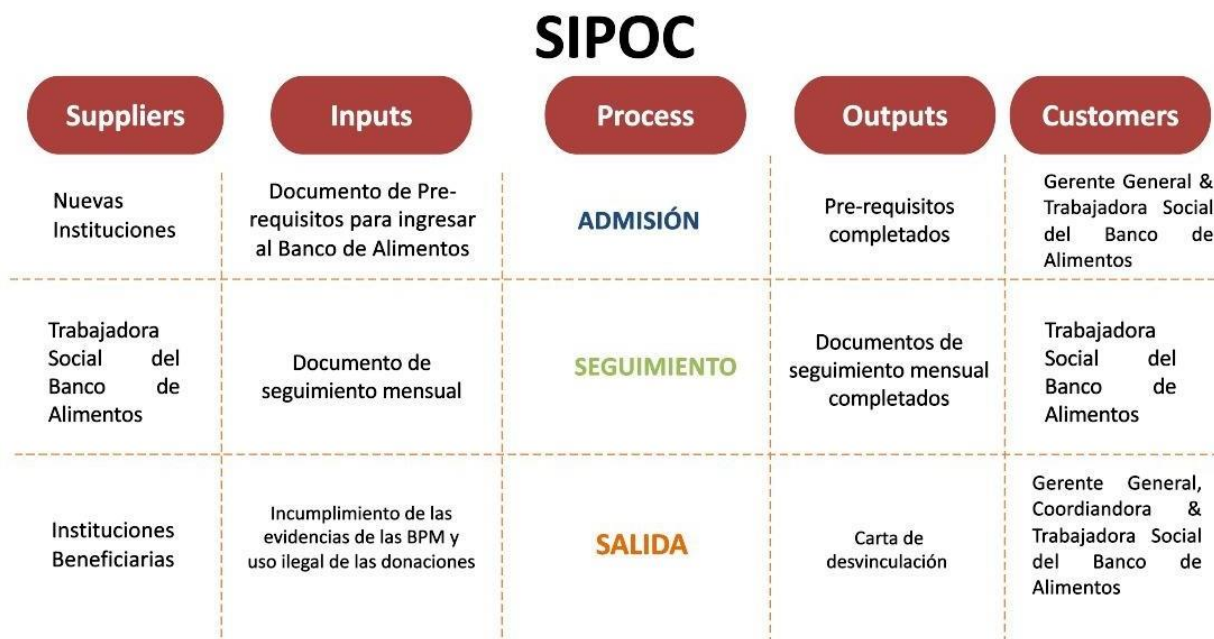 SIPOC
Suppliers
Inputs
Process
Outputs
Customers
Nuevas
Instituciones
Documento de Pre-
requisitos para ingresar
al Banco de Alimentos
ADMISIÓN
Pre-requisitos
completados
Gerente General &
Trabajadora Social
del Banco de
Alimentos
Trabajadora
Social del
Banco de
Alimentos
Documento de
seguimiento mensual
SEGUIMIENTO
Documentos de
seguimiento mensual
completados
Trabajadora
Social del
Banco de
Alimentos
Instituciones
Beneficiarias
Incumplimiento de las
evidencias de las BPM y
uso ilegal de las donaciones
SALIDA
Carta de
desvinculación
Gerente General,
Coordiandora &
Trabajadora Social
del Banco de
Alimentos